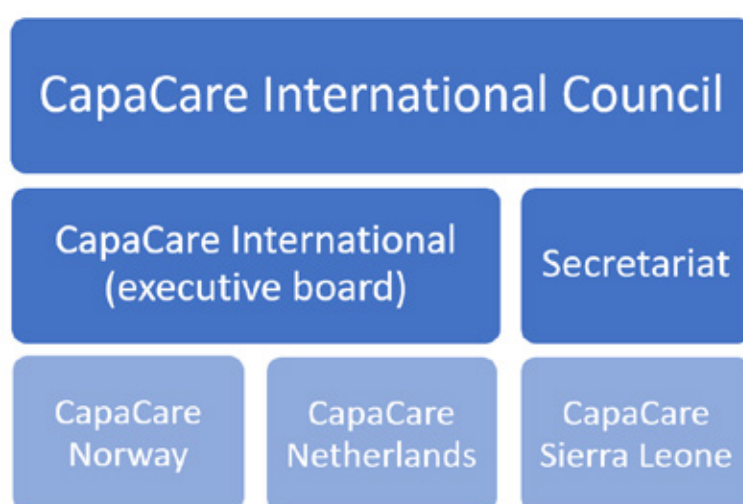 CapaCare International Council
CapaCare International
(executive board)
Secretariat
CapaCare
Norway
CapaCare
Netherlands
CapaCare
Sierra Leone